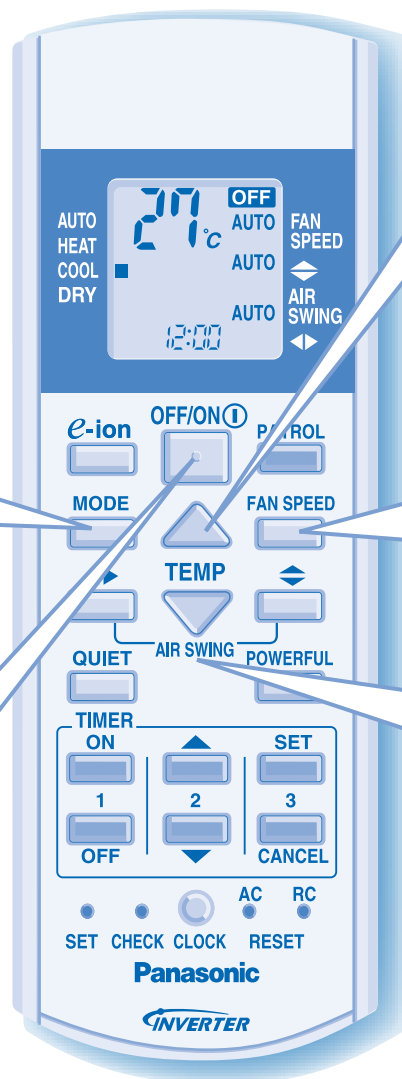 OFF
27°C
AUTO AUTO FAN
HEAT SPEED
COOL AUTO
DRY AIR
AUTO SWING
12:00
e-ion OFF/ON PATROL
MODE FAN SPEED
TEMP
AIR SWING
QUIET POWERFUL
TIMER
ON SET
1 2 3
OFF CANCEL
AC RC
SET CHECK CLOCK RESET
Panasonic
INVERTER